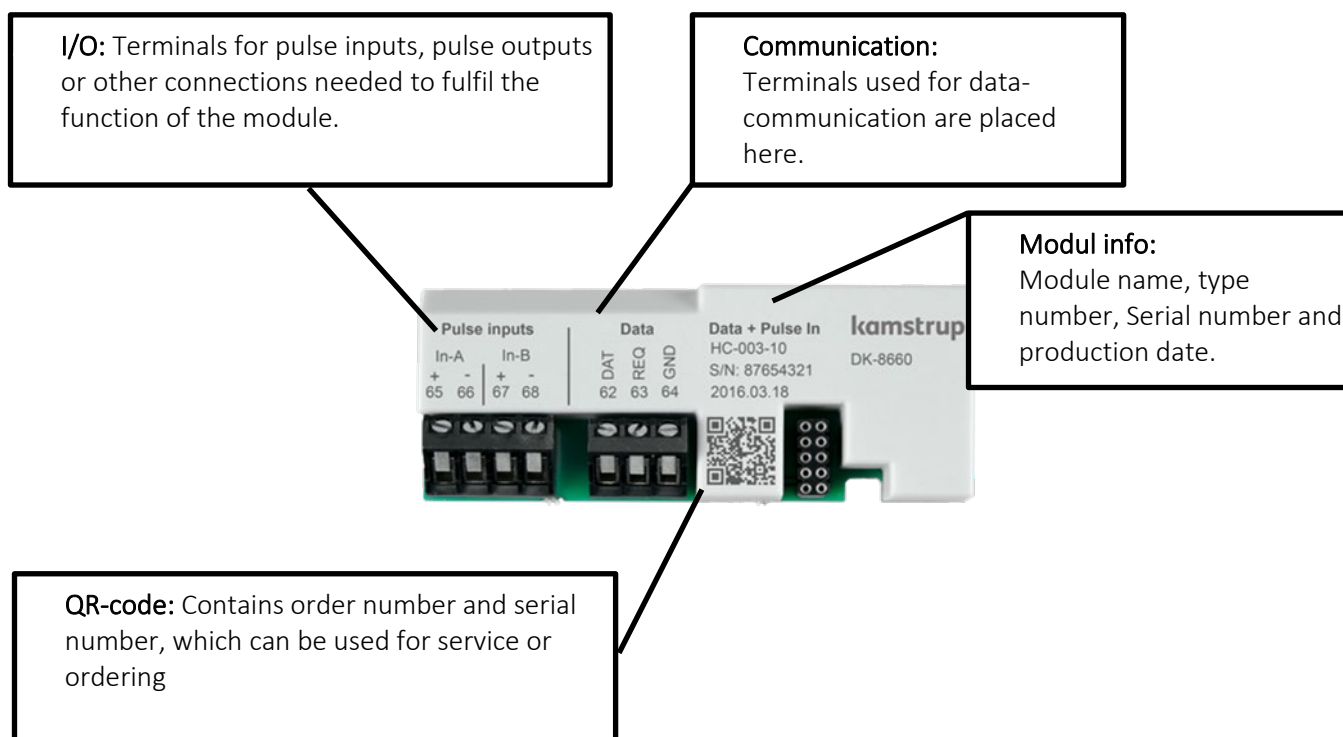 I/O: Terminals for pulse inputs, pulse outputs
or other connections needed to fulfil the
function of the module.
Communication:
Terminals used for data-
communication are placed
here.
Modul info:
Module name, type
number, Serial number and
production date.
Pulse inputs
In-A In-B
+ - + -
65 66 67 68
Data
DAT REQ GND
62 63 64
Data + Pulse In
HC-003-10
S/N: 87654321
2016.03.18
kamstrup
DK-8660
QR-code: Contains order number and serial
number, which can be used for service or
ordering